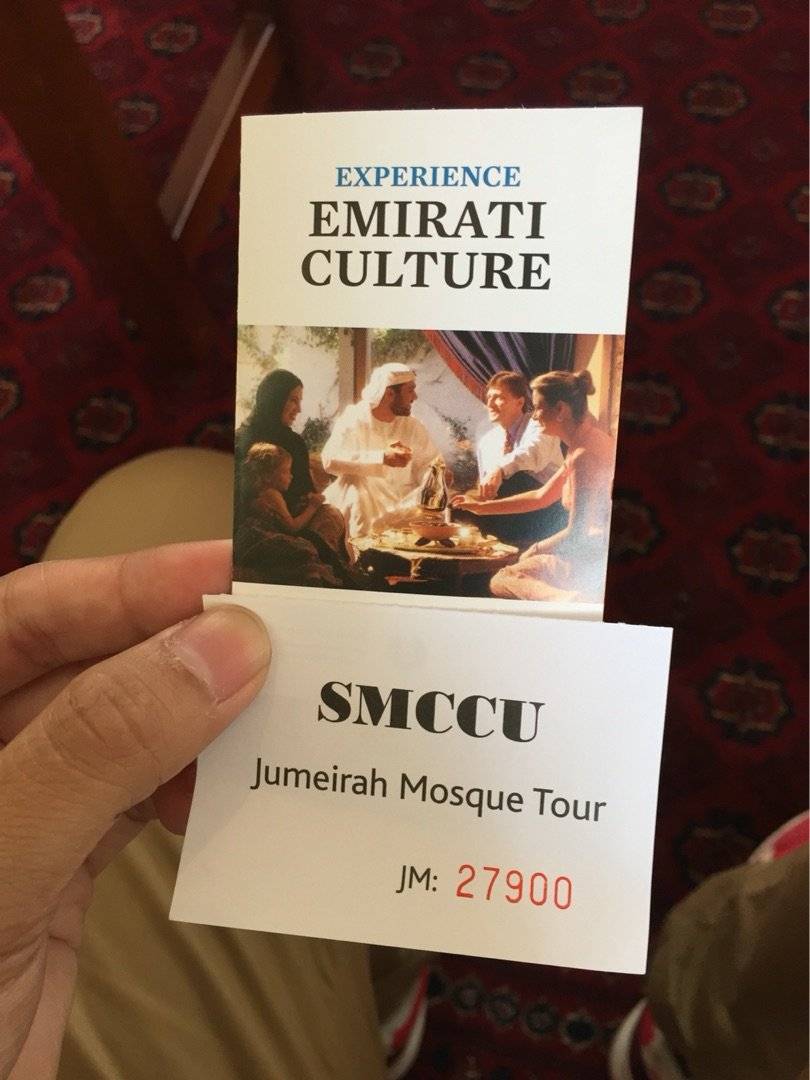 EXPERIENCE
EMIRATI
CULTURE
SMCCU
Jumeirah Mosque Tour
JM: 27900